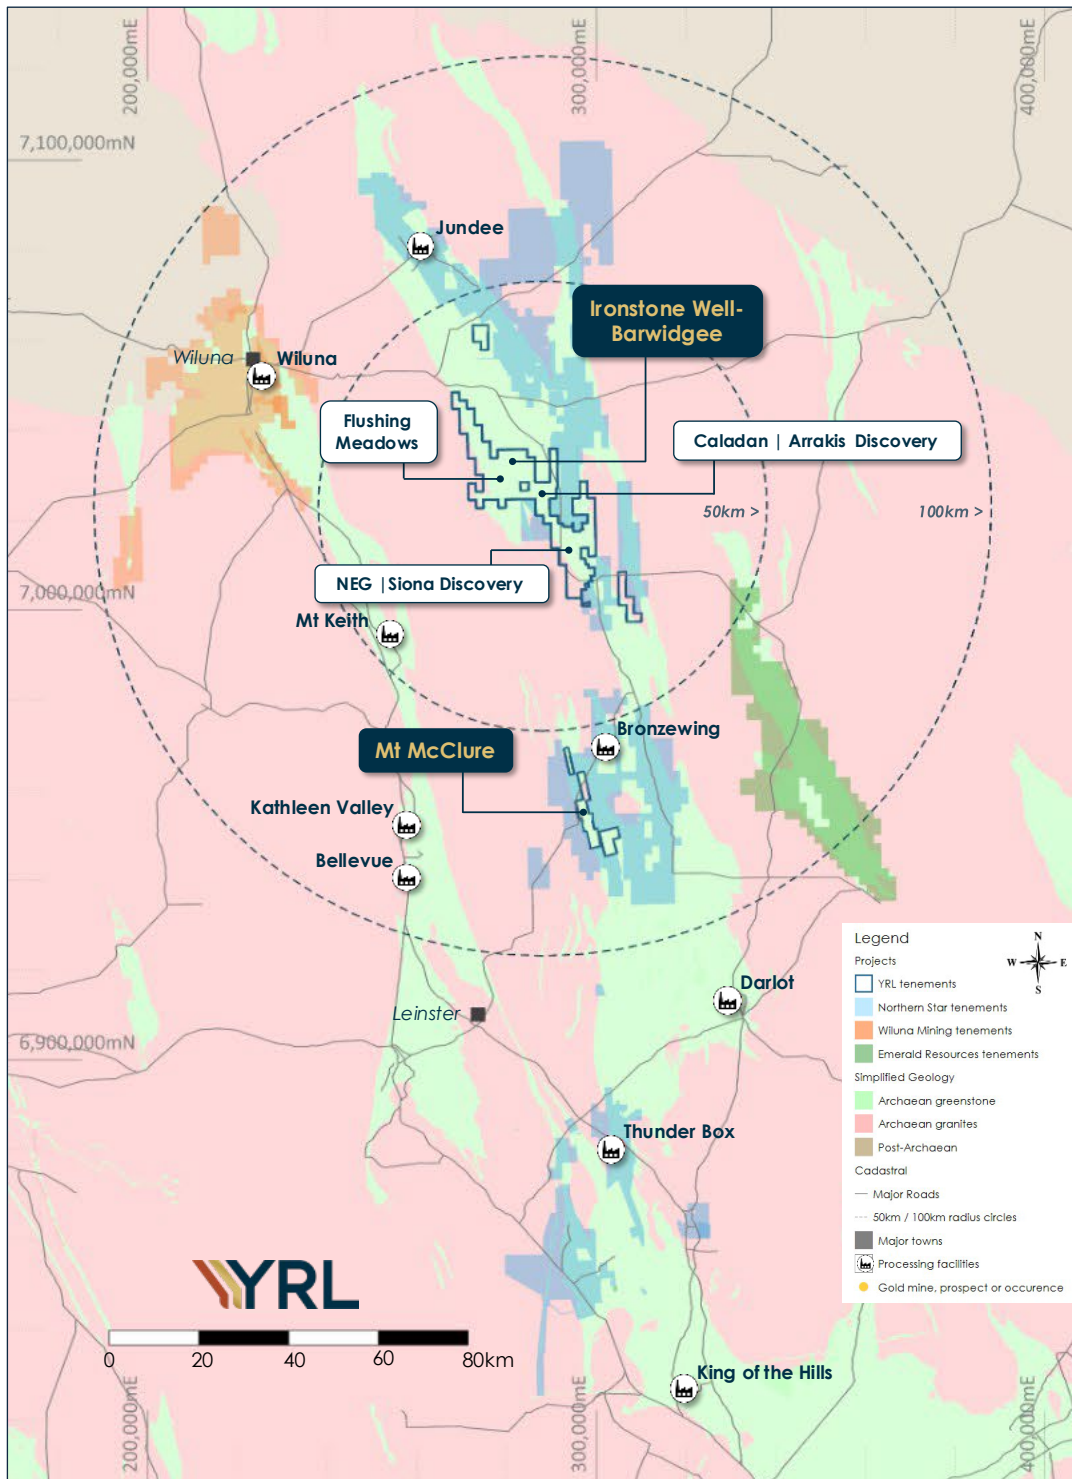 200,000mE
300,000mE
400,000mE
7,100,000mN
Jundee
Ironstone Well-
Barwidgee
Wiluna
Wiluna
Flushing
Meadows
Caladan | Arrakis Discovery
50km >
100km >
NEG |Siona Discovery
7,000,000mN
Mt Keith
Bronzewing
Mt McClure
Kathleen Valley
Bellevue
Darlot
Leinster
6,900,000mN
Thunder Box
King of the Hills
Legend
N
W
E
S
Projects
YRL tenements
Northern Star tenements
Wiluna Mining tenements
Emerald Resources tenements
Simplified Geology
Archaean greenstone
Archaean granites
Post-Archaean
Cadastral
Major Roads
50km / 100km radius circles
Major towns
Processing facilities
Gold mine, prospect or occurence
YRL
0 20 40 60 80km
200,000mE
300,000mE
400,000mE